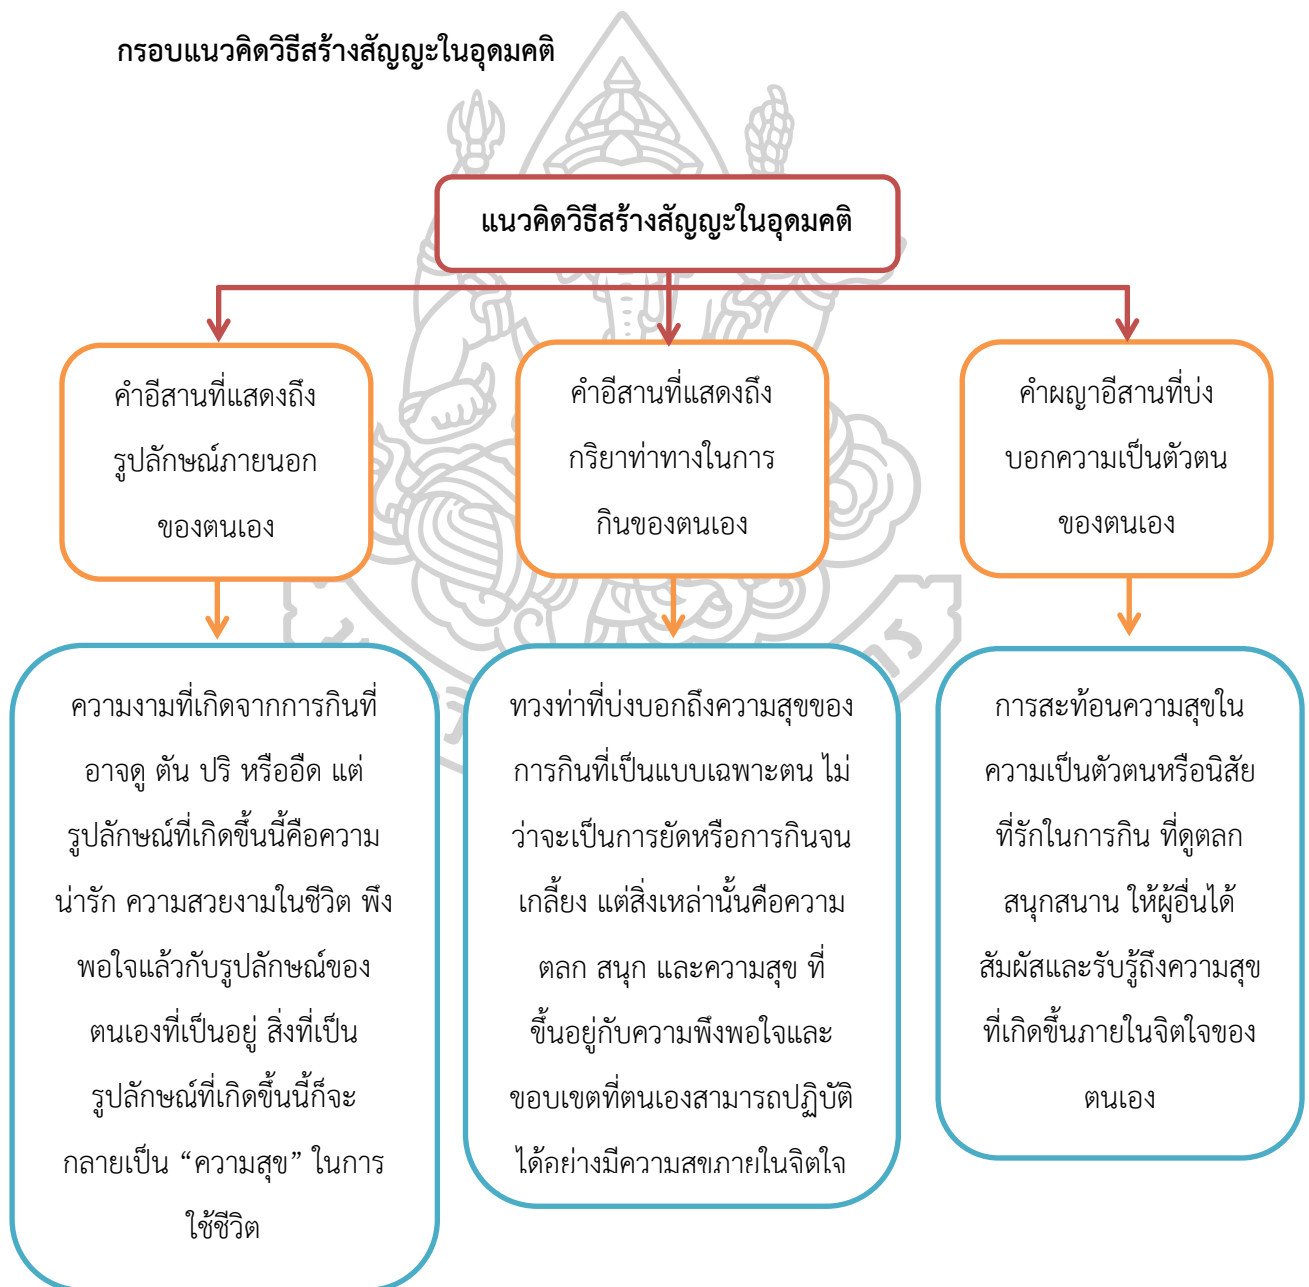 กรอบแนวคิดวิธีสร้างสัญญะในอุดมคติ
แนวคิดวิธีสร้างสัญญะในอุดมคติ
คำอีสานที่แสดงถึง
รูปลักษณ์ภายนอก
ของตนเอง
คำอีสานที่แสดงถึง
กริยาท่าทางในการ
กินของตนเอง
คำผญาอีสานที่บ่ง
บอกความเป็นตัวตน
ของตนเอง
ความงามที่เกิดจากการกินที่
อาจดู ตัน ปริ หรืออืด แต่
รูปลักษณ์ที่เกิดขึ้นนี้คือความ
น่ารัก ความสวยงามในชีวิต พึง
พอใจแล้วกับรูปลักษณ์ของ
ตนเองที่เป็นอยู่ สิ่งที่เป็น
รูปลักษณ์ที่เกิดขึ้นนี้ก็จะ
กลายเป็น “ความสุข” ในการ
ใช้ชีวิต
ทวงท่าที่บ่งบอกถึงความสุขของ
การกินที่เป็นแบบเฉพาะตน ไม่
ว่าจะเป็นการยัดหรือการกินจน
เกลี้ยง แต่สิ่งเหล่านั้นคือความ
ตลก สนุก และความสุข ที่
ขึ้นอยู่กับความพึงพอใจและ
ขอบเขตที่ตนเองสามารถปฏิบัติ
ได้อย่างมีความสุขภายในจิตใจ
การสะท้อนความสุขใน
ความเป็นตัวตนหรือนิสัย
ที่รักในการกิน ที่ดูตลก
สนุกสนาน ให้ผู้อื่นได้
สัมผัสและรับรู้ถึงความสุข
ที่เกิดขึ้นภายในจิตใจของ
ตนเอง